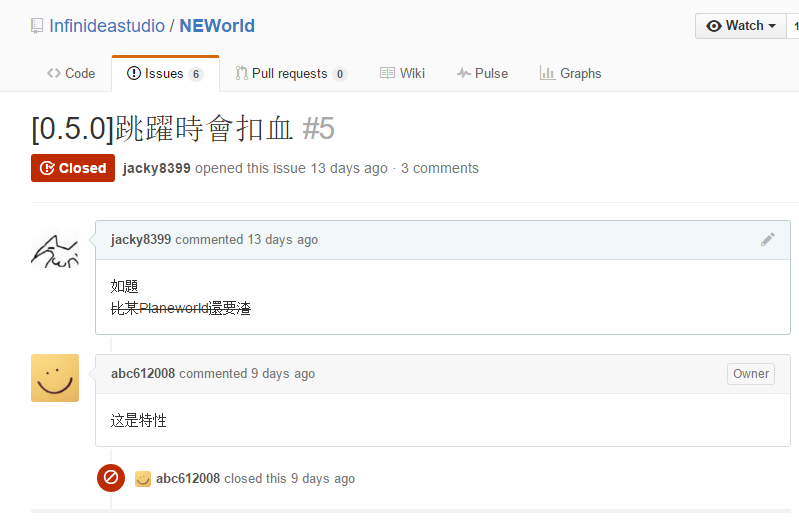 Infinideastudio / NEWorld
Watch 1
Code Issues 6 Pull requests 0 Wiki Pulse Graphs
[0.5.0]跳躍時會扣血 #5
Closed jacky8399 opened this issue 13 days ago · 3 comments
jacky8399 commented 13 days ago
如題
比某Planeworld還要渣
abc612008 commented 9 days ago Owner
这是特性
abc612008 closed this 9 days ago